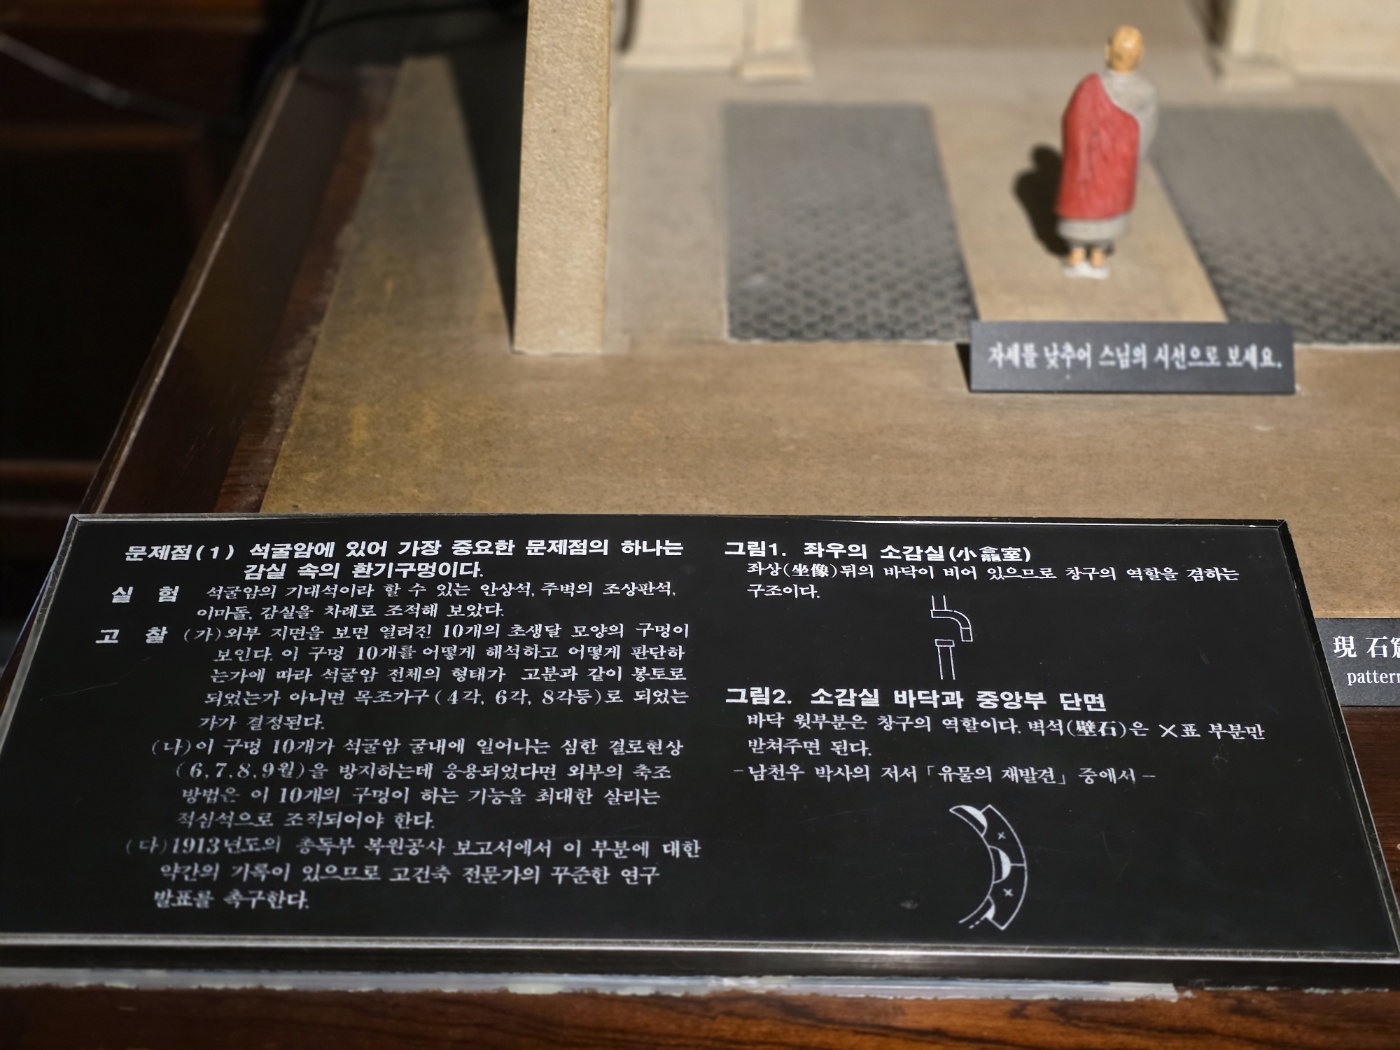 자세를 낮추어 스님의 시선으로 보세요.
문제점(1) 석굴암에 있어 가장 중요한 문제점의 하나는
감실 속의 환기구멍이다.
실 험 석굴암의 기대석이라 할 수 있는 안상석, 주벽의 조상판석,
이마돌, 감실을 차례로 조적해 보았다.
고 찰 (가)외부 지면을 보면 열려진 10개의 초생달 모양의 구멍이
보인다. 이 구멍 10개를 어떻게 해석하고 어떻게 판단하
는가에 따라 석굴암 전체의 형태가 고분과 같이 봉토로
되었는가 아니면 목조가구(4각, 6각, 8각등)로 되었는
가가 결정된다.
(나)이 구멍 10개가 석굴암 굴내에 일어나는 심한 결로현상
(6,7.8.9월)을 방지하는데 응용되었다면 외부의 축조
방법은 이 10개의 구멍이 하는 기능을 최대한 살리는
적심석으로 조적되어야 한다.
(다)1913년도의 총독부 복원공사 보고서에서 이 부분에 대한
약간의 기록이 있으므로 고건축 전문가의 꾸준한 연구
발표를 촉구한다.
그림1. 좌우의 소감실(小龕室)
좌상(坐像)뒤의 바닥이 비어 있으므로 창구의 역할을 겸하는
구조이다.
그림2. 소감실 바닥과 중앙부 단면
바닥 윗부분은 창구의 역할이다. 벽석(壁石)은 ×표 부분만
받쳐주면 된다.
-남천우 박사의 저서「유물의 재발견」중에서-
現 石窟
pattern